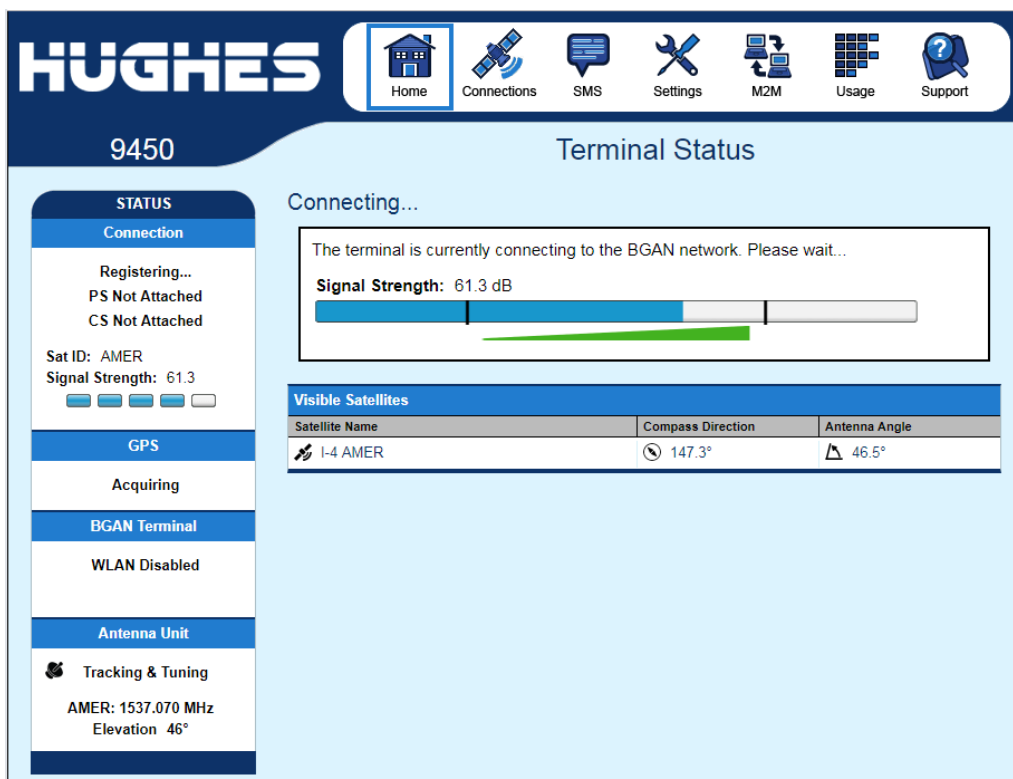 HUGHES
Home
Connections
SMS
Settings
M2M
Usage
Support
9450
Terminal Status
STATUS
Connection
Registering...
PS Not Attached
CS Not Attached
Sat ID: AMER
Signal Strength: 61.3
GPS
Acquiring
BGAN Terminal
WLAN Disabled
Antenna Unit
Tracking & Tuning
AMER: 1537.070 MHz
Elevation 46°
Connecting...
The terminal is currently connecting to the BGAN network. Please wait...
Signal Strength: 61.3 dB
Visible Satellites
Satellite Name Compass Direction Antenna Angle
I-4 AMER 147.3° 46.5°